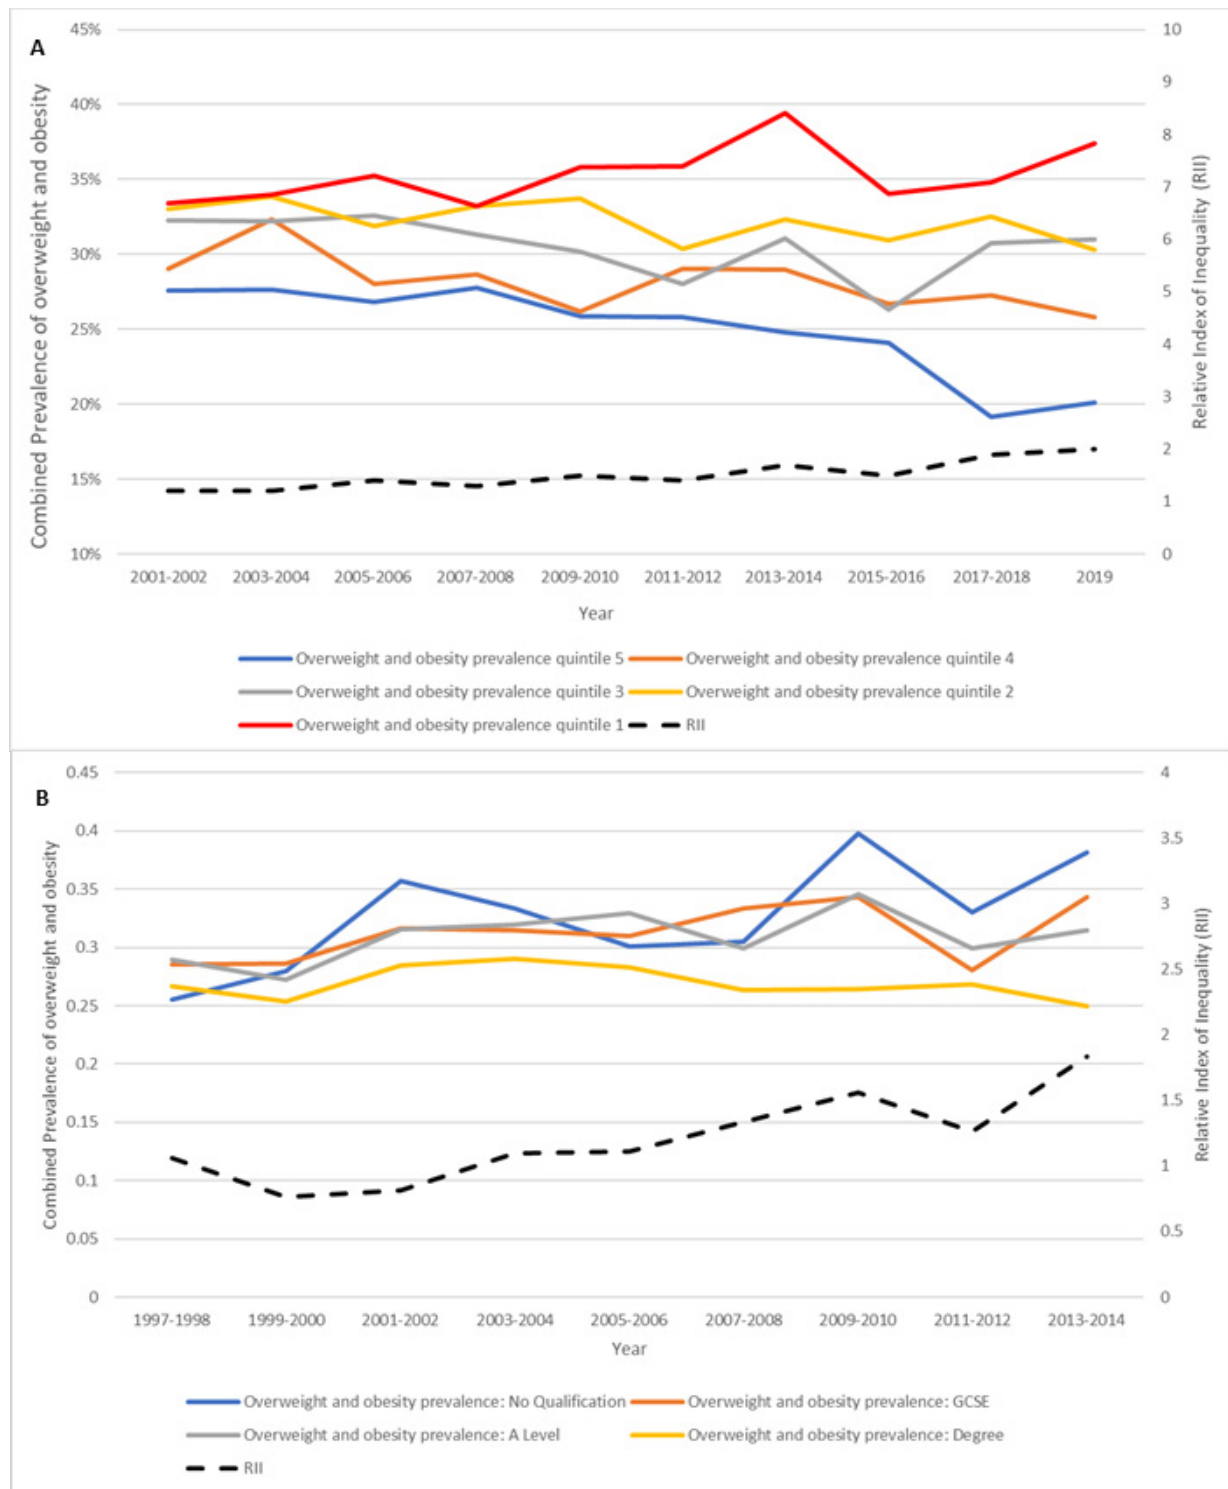 A
Combined Prevalence of overweight and obesity
45%
40%
35%
30%
25%
20%
15%
10%
10
9
8
7
6
5
4
3
2
1
0
Relative Index of Inequality (RII)
2001-2002 2003-2004 2005-2006 2007-2008 2009-2010 2011-2012 2013-2014 2015-2016 2017-2018 2019
Year
Overweight and obesity prevalence quintile 5 Overweight and obesity prevalence quintile 4
Overweight and obesity prevalence quintile 3 Overweight and obesity prevalence quintile 2
Overweight and obesity prevalence quintile 1 RII
B
Combined Prevalence of overweight and obesity
0.45
0.4
0.35
0.3
0.25
0.2
0.15
0.1
0.05
0
4
3.5
3
2.5
2
1.5
1
0.5
0
Relative Index of Inequality (RII)
1997-1998 1999-2000 2001-2002 2003-2004 2005-2006 2007-2008 2009-2010 2011-2012 2013-2014
Year
Overweight and obesity prevalence: No Qualification Overweight and obesity prevalence: GCSE
Overweight and obesity prevalence: A Level Overweight and obesity prevalence: Degree
RII